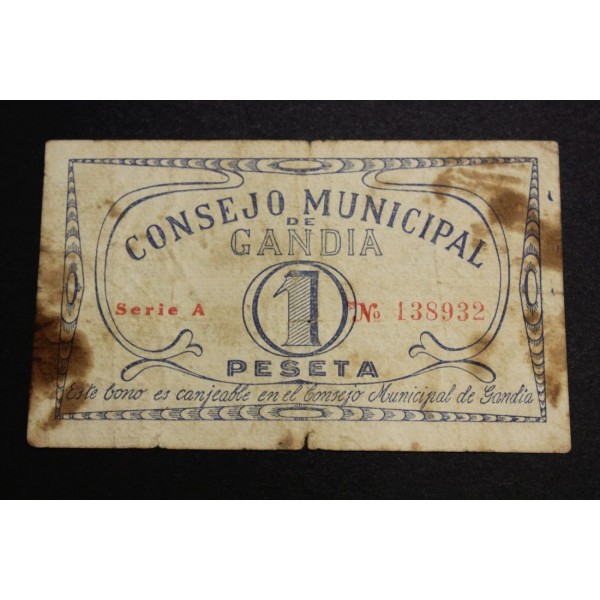 CONSEJO MUNICIPAL
DE
GANDIA
1
Serie A
No 138932
PESETA
Este bono es canjeable en el Consejo Municipal de Gandia